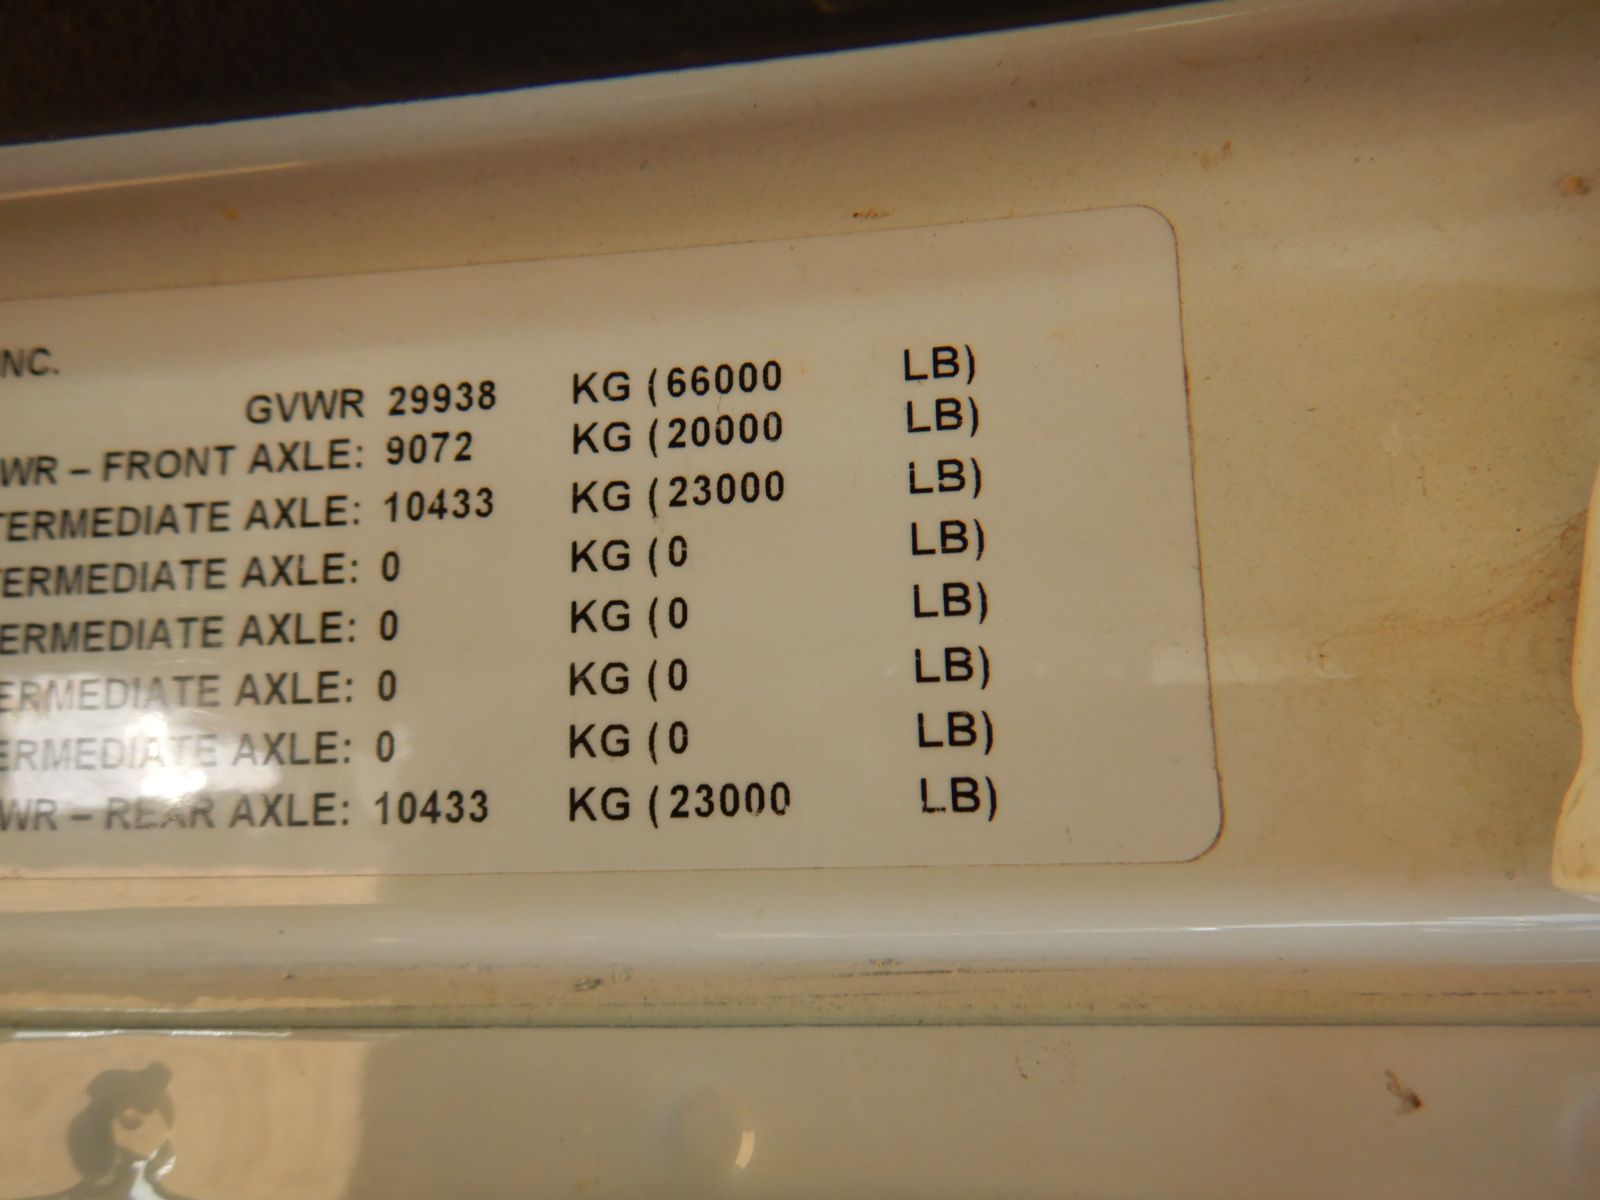 NC.
GVWR 29938 KG (66000 LB)
WR – FRONT AXLE: 9072 KG (20000 LB)
TERMEDIATE AXLE: 10433 KG (23000 LB)
TERMEDIATE AXLE: 0 KG (0 LB)
TERMEDIATE AXLE: 0 KG (0 LB)
ERMEDIATE AXLE: 0 KG (0 LB)
ERMEDIATE AXLE: 0 KG (0 LB)
WR – REAR AXLE: 10433 KG (23000 LB)